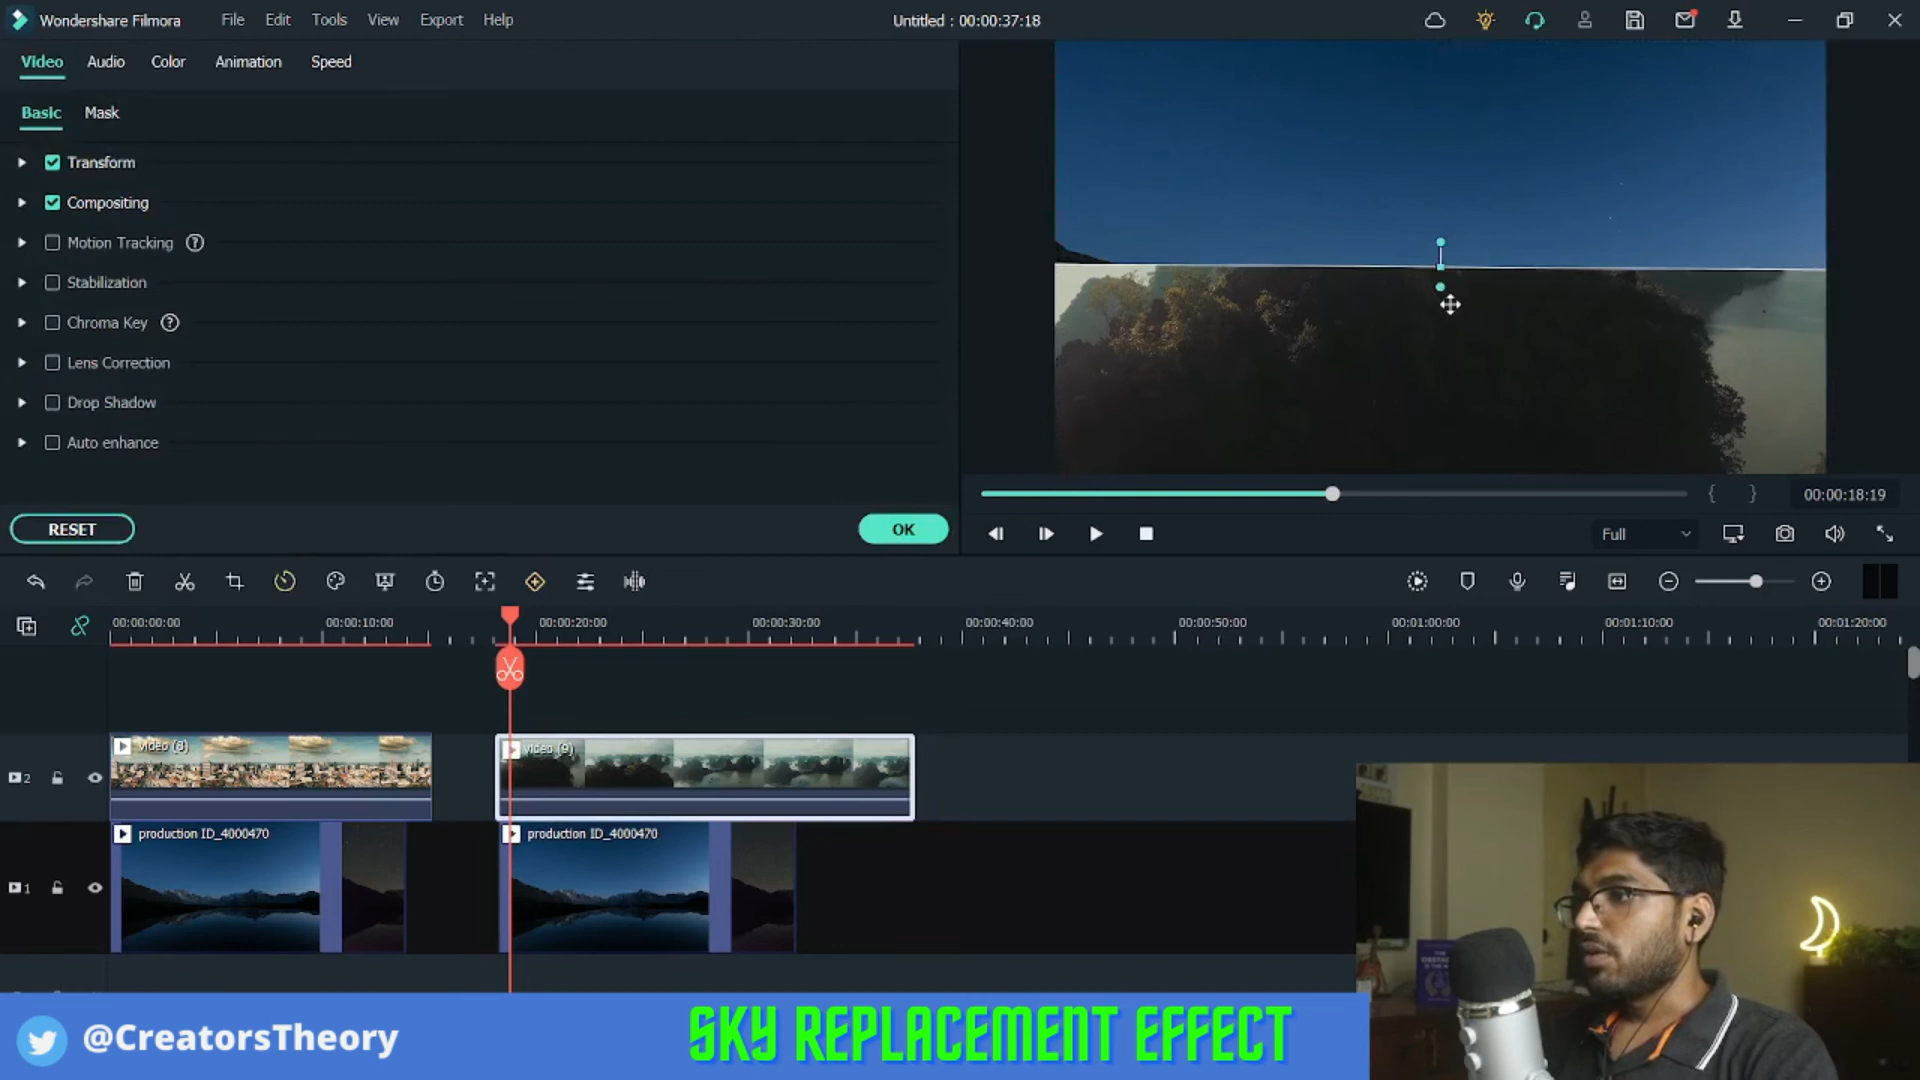 Wondershare Filmora
File
Edit
Tools
View
Export
Help
Untitled : 00:00:37:18
Video
Audio
Color
Animation
Speed
Basic
Mask
Transform
Compositing
Motion Tracking
Stabilization
Chroma Key
Lens Correction
Drop Shadow
Auto enhance
RESET
OK
00:00:18:19
Full
00:00:00:00
00:00:10:00
00:00:20:00
00:00:30:00
00:00:40:00
00:00:50:00
00:01:00:00
00:01:10:00
00:01:20:00
2
video (8)
video (9)
1
production ID_4000470
production ID_4000470
@CreatorsTheory
SKY REPLACEMENT EFFECT